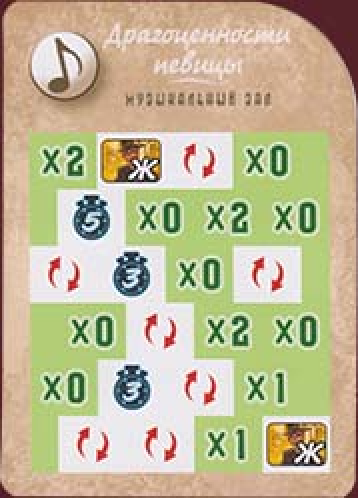 Драгоценности
певицы
МУЗЫКАЛЬНЫЙ ЗАЛ
x2 Ж x0
5 x0 x2 x0
3 x0
x0 x2 x0
x0 3 x1
x1 Ж